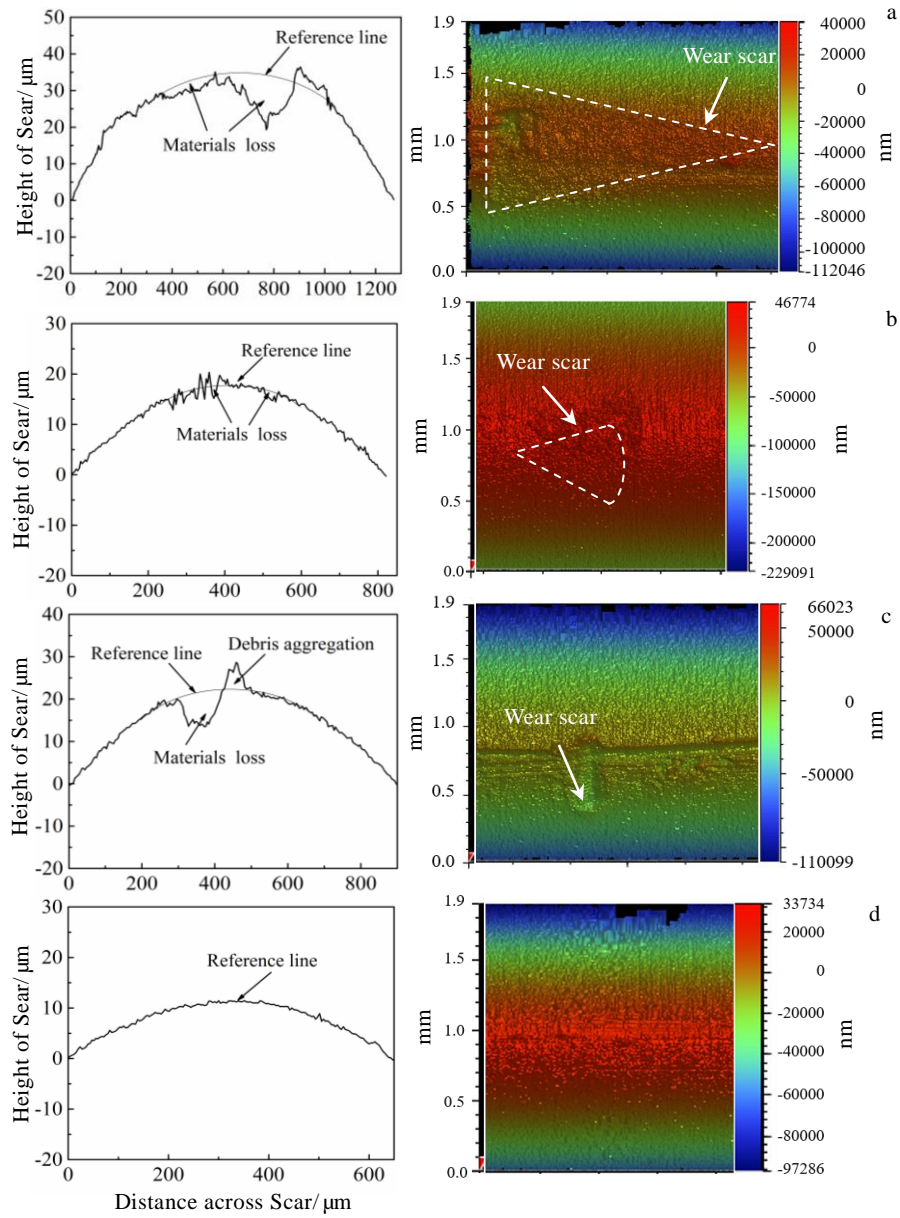 a
50
40
30
20
10
0
-10
-20
Height of Scar/μm
Reference line
Materials loss
0 200 400 600 800 1000 1200
1.9
1.5
1.0
0.5
0.0
mm
Wear scar
40000
20000
0
-20000
-40000
-60000
-80000
-100000
-112046
nm
b
30
20
10
0
-10
-20
Height of Scar/μm
Reference line
Materials loss
0 200 400 600 800
1.9
1.5
1.0
0.5
0.0
mm
Wear scar
46774
0
-50000
-100000
-150000
-200000
-229091
nm
c
40
30
20
10
0
-10
-20
Height of Scar/μm
Reference line
Debris aggregation
Materials loss
0 200 400 600 800
1.9
1.5
1.0
0.5
0.0
mm
Wear scar
66023
50000
0
-50000
-110099
nm
d
20
10
0
-10
-20
Height of Scar/μm
Reference line
0 200 400 600
1.9
1.5
1.0
0.5
0.0
mm
33734
20000
0
-20000
-40000
-60000
-80000
-97286
nm
Distance across Scar/μm